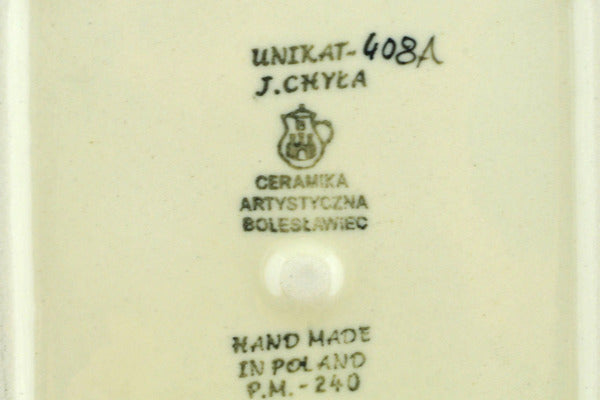 UNIKAT-408A
J.CHYŁA
CERAMIKA
ARTYSTYCZNA
BOLESŁAWIEC
HAND MADE
IN POLAND
P.M.-240